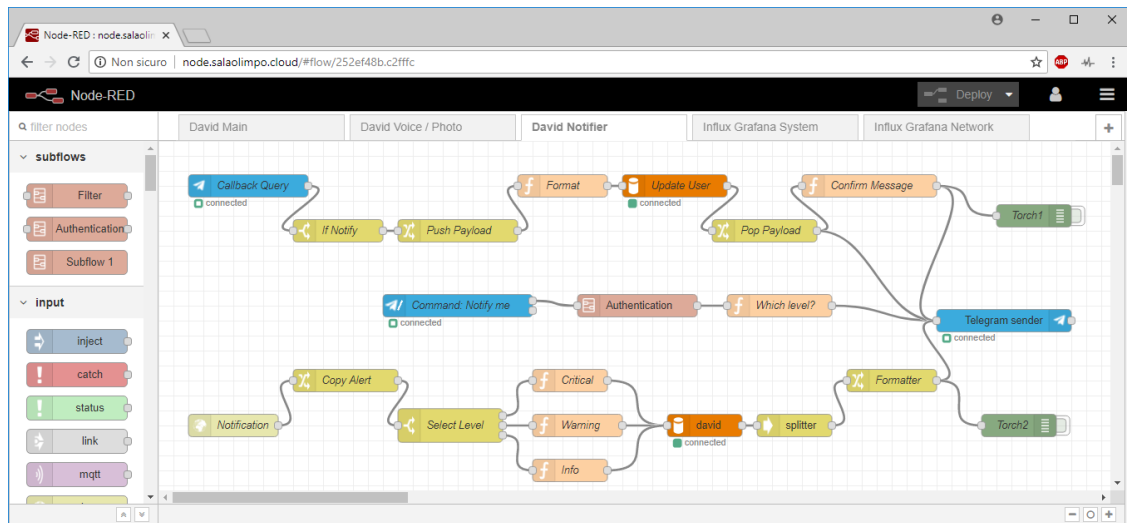 Node-RED : node.salaolin
Non sicuro | node.salaolimpo.cloud/#flow/252ef48b.c2fffc
ABP
Node-RED
Deploy
filter nodes
David Main
David Voice / Photo
David Notifier
Influx Grafana System
Influx Grafana Network
subflows
Filter
Authentication
Subflow 1
input
inject
catch
status
link
mqtt
Callback Query
connected
If Notify
Push Payload
Format
Update User
connected
Pop Payload
Confirm Message
Torch1
Command: Notify me
connected
Authentication
Which level?
Telegram sender
connected
Notification
Copy Alert
Select Level
Critical
Warning
Info
david
connected
splitter
Formatter
Torch2